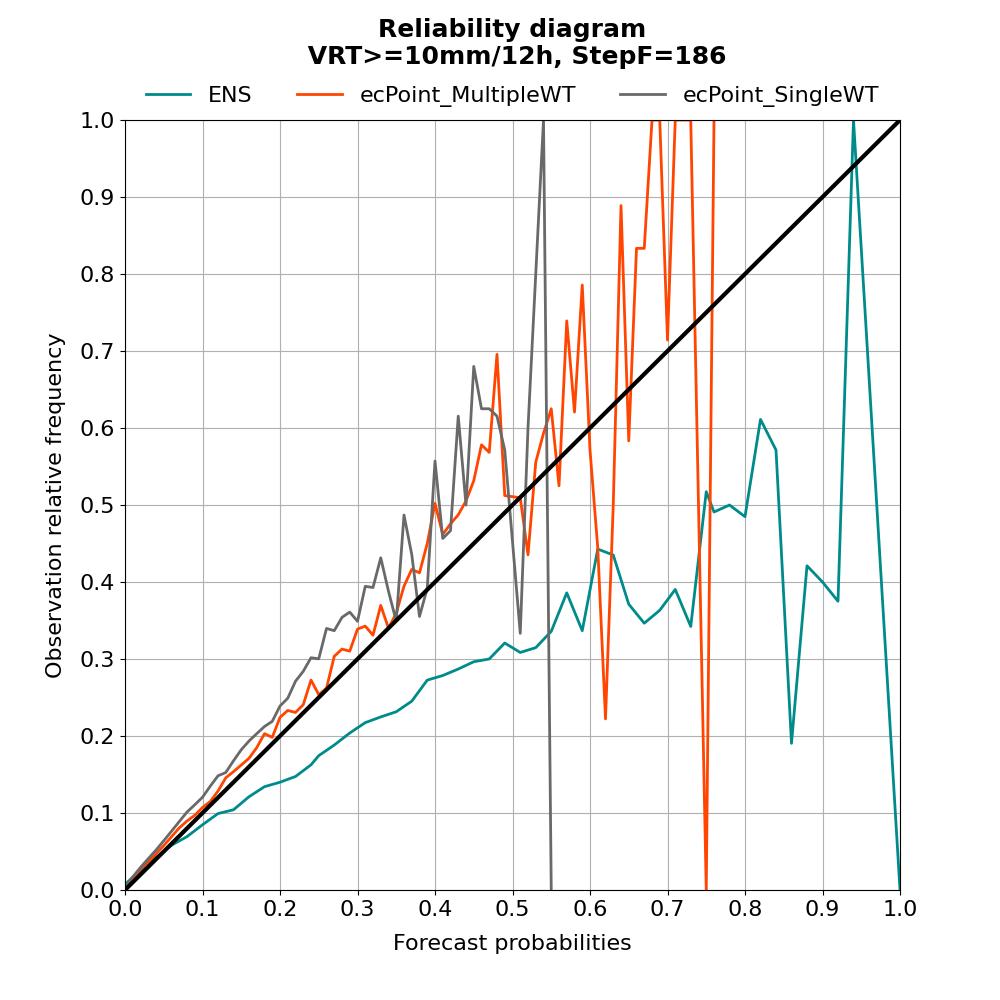 Reliability diagram
VRT>=10mm/12h, StepF=186
ENS ecPoint_MultipleWT ecPoint_SingleWT
1.0
0.9
0.8
0.7
0.6
0.5
0.4
0.3
0.2
0.1
0.0
Observation relative frequency
0.0 0.1 0.2 0.3 0.4 0.5 0.6 0.7 0.8 0.9 1.0
Forecast probabilities